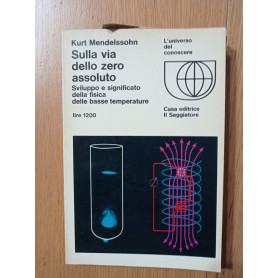 Kurt Mendelssohn
Sulla via
dello zero
assoluto
Sviluppo e significato
della fisica
delle basse temperature
lire 1200
L'universo
del
conoscere
Casa editrice
Il Saggiatore